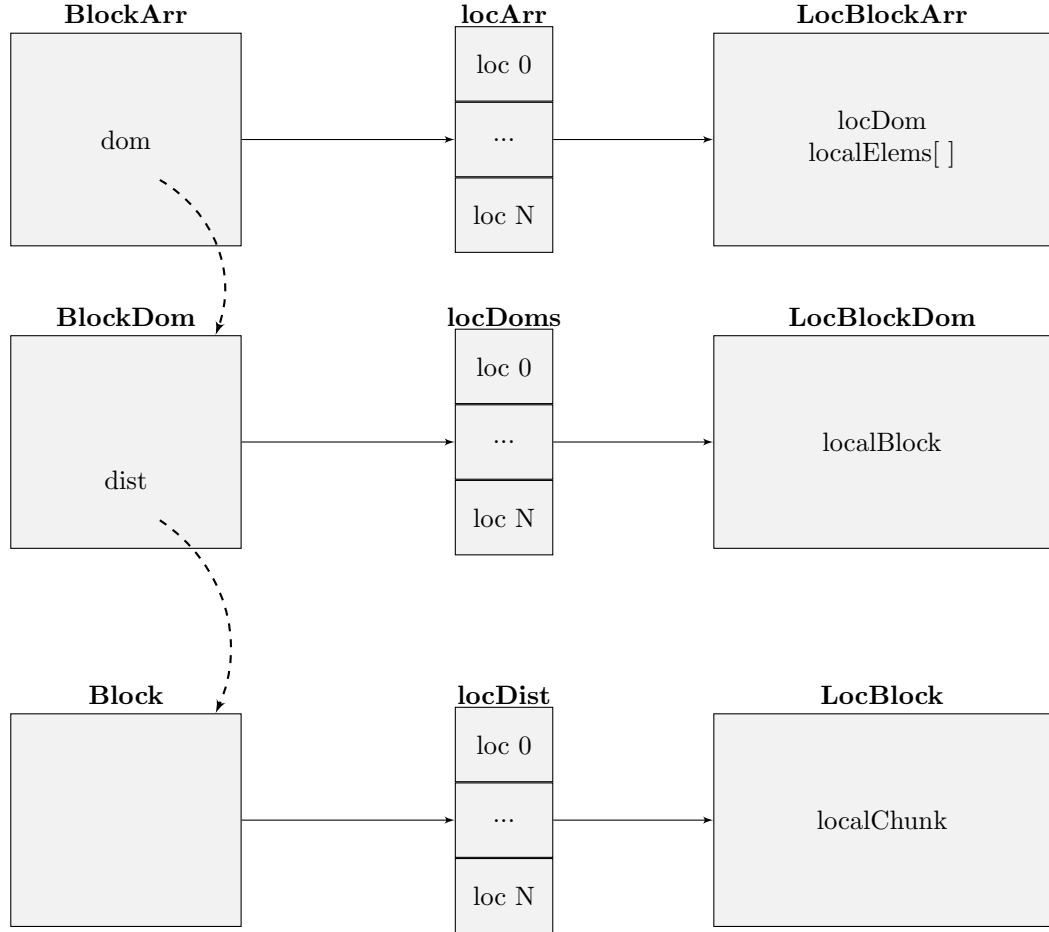 BlockArr
locArr
LocBlockArr
dom
loc 0
...
loc N
locDom
localElems[ ]
BlockDom
locDoms
LocBlockDom
dist
loc 0
...
loc N
localBlock
Block
locDist
LocBlock
loc 0
...
loc N
localChunk